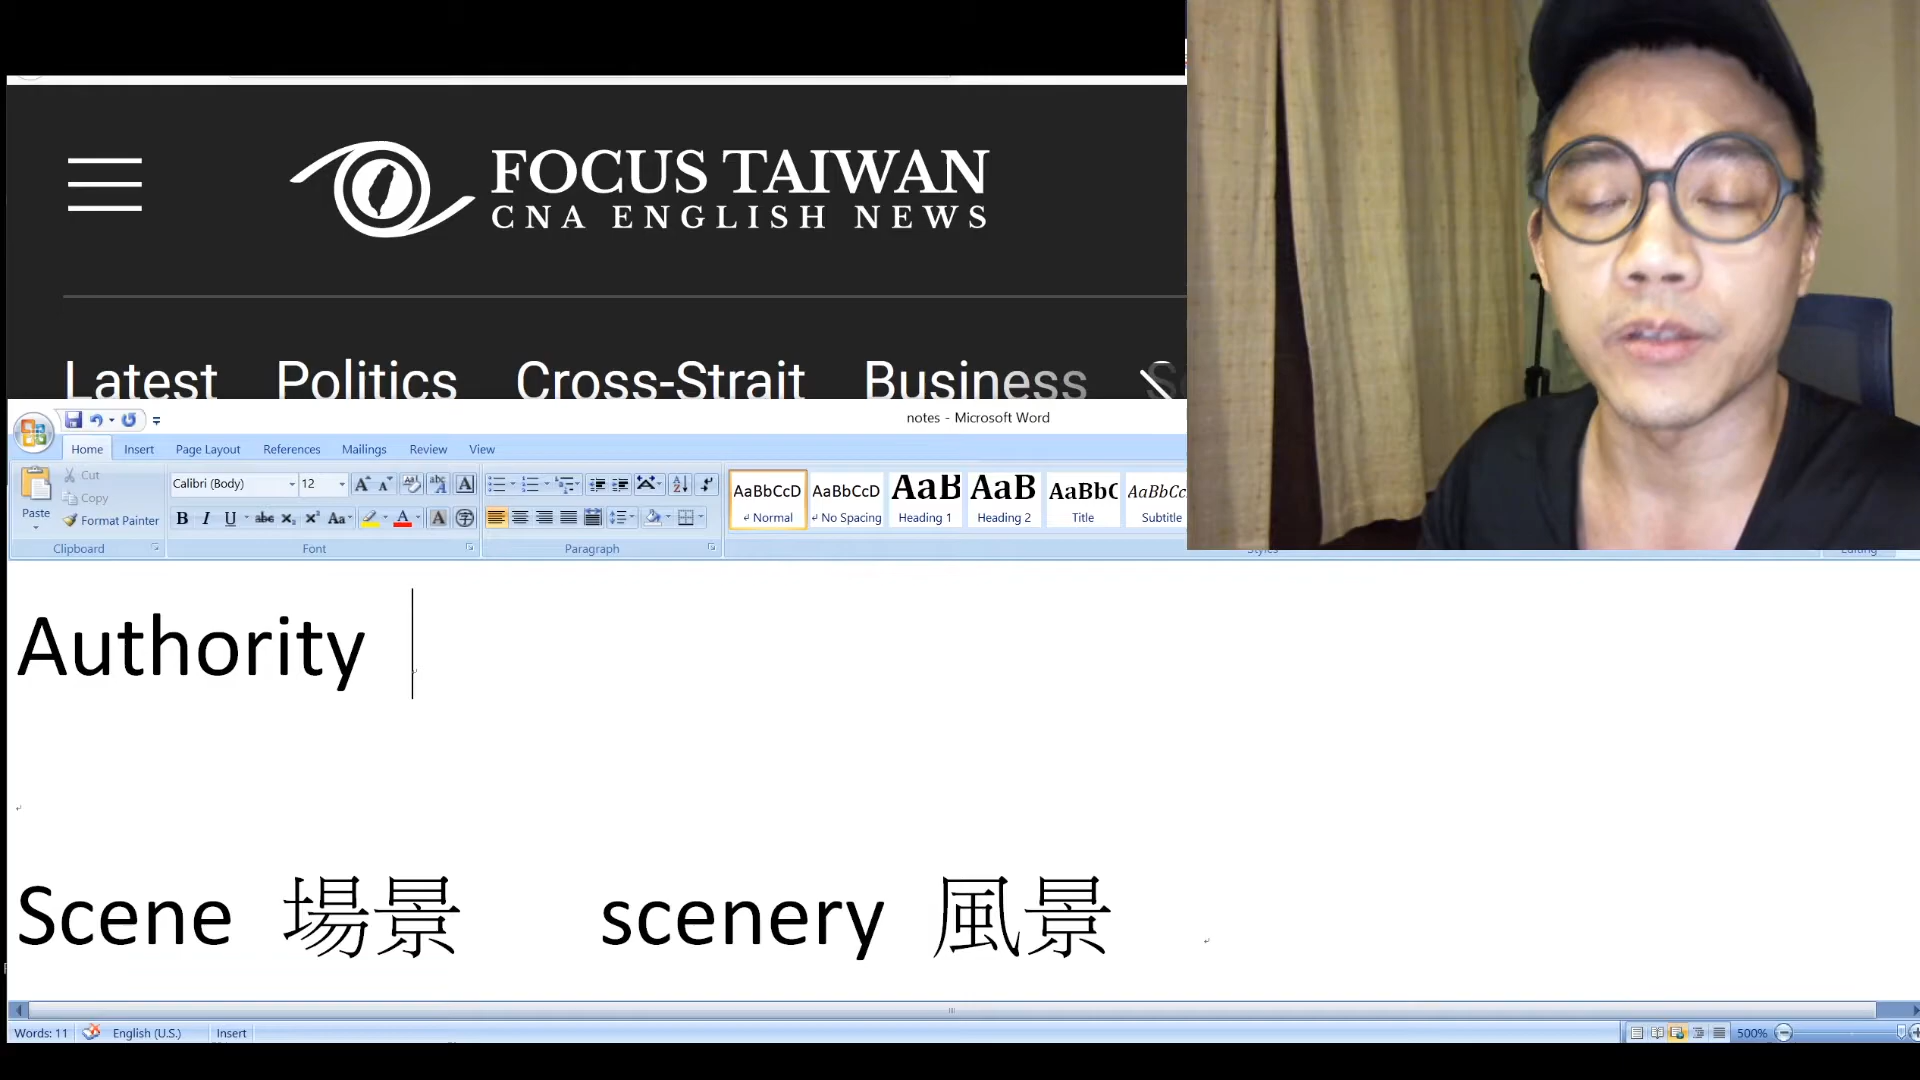 FOCUS TAIWAN
CNA ENGLISH NEWS
Latest Politics Cross-Strait Business
notes - Microsoft Word
Home Insert Page Layout References Mailings Review View
Calibri (Body) 12
Cut
Copy
Paste
Format Painter
Clipboard Font Paragraph
AaBbCcD AaBbCcD AaB AaB AaBbC AaBbCc
Normal No Spacing Heading 1 Heading 2 Title Subtitle
Authority
Scene 場景 scenery 風景
Words: 11 English (U.S.) Insert 500%